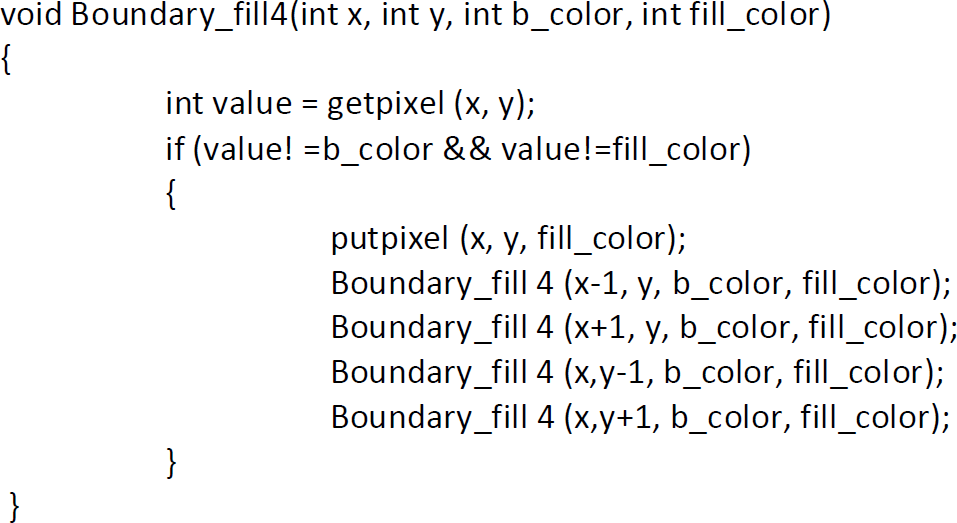 void Boundary_fill4(int x, int y, int b_color, int fill_color)
{
int value = getpixel (x, y);
if (value! =b_color && value!=fill_color)
{
putpixel (x, y, fill_color);
Boundary_fill 4 (x-1, y, b_color, fill_color);
Boundary_fill 4 (x+1, y, b_color, fill_color);
Boundary_fill 4 (x,y-1, b_color, fill_color);
Boundary_fill 4 (x,y+1, b_color, fill_color);
}
}